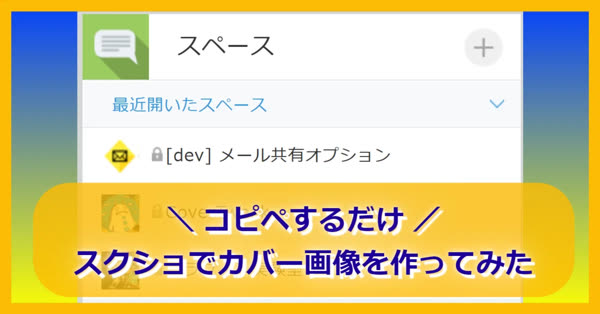 スペース
最近開いたスペース
[dev] メール共有オプション
＼ コピペするだけ ／
スクショでカバー画像を作ってみた